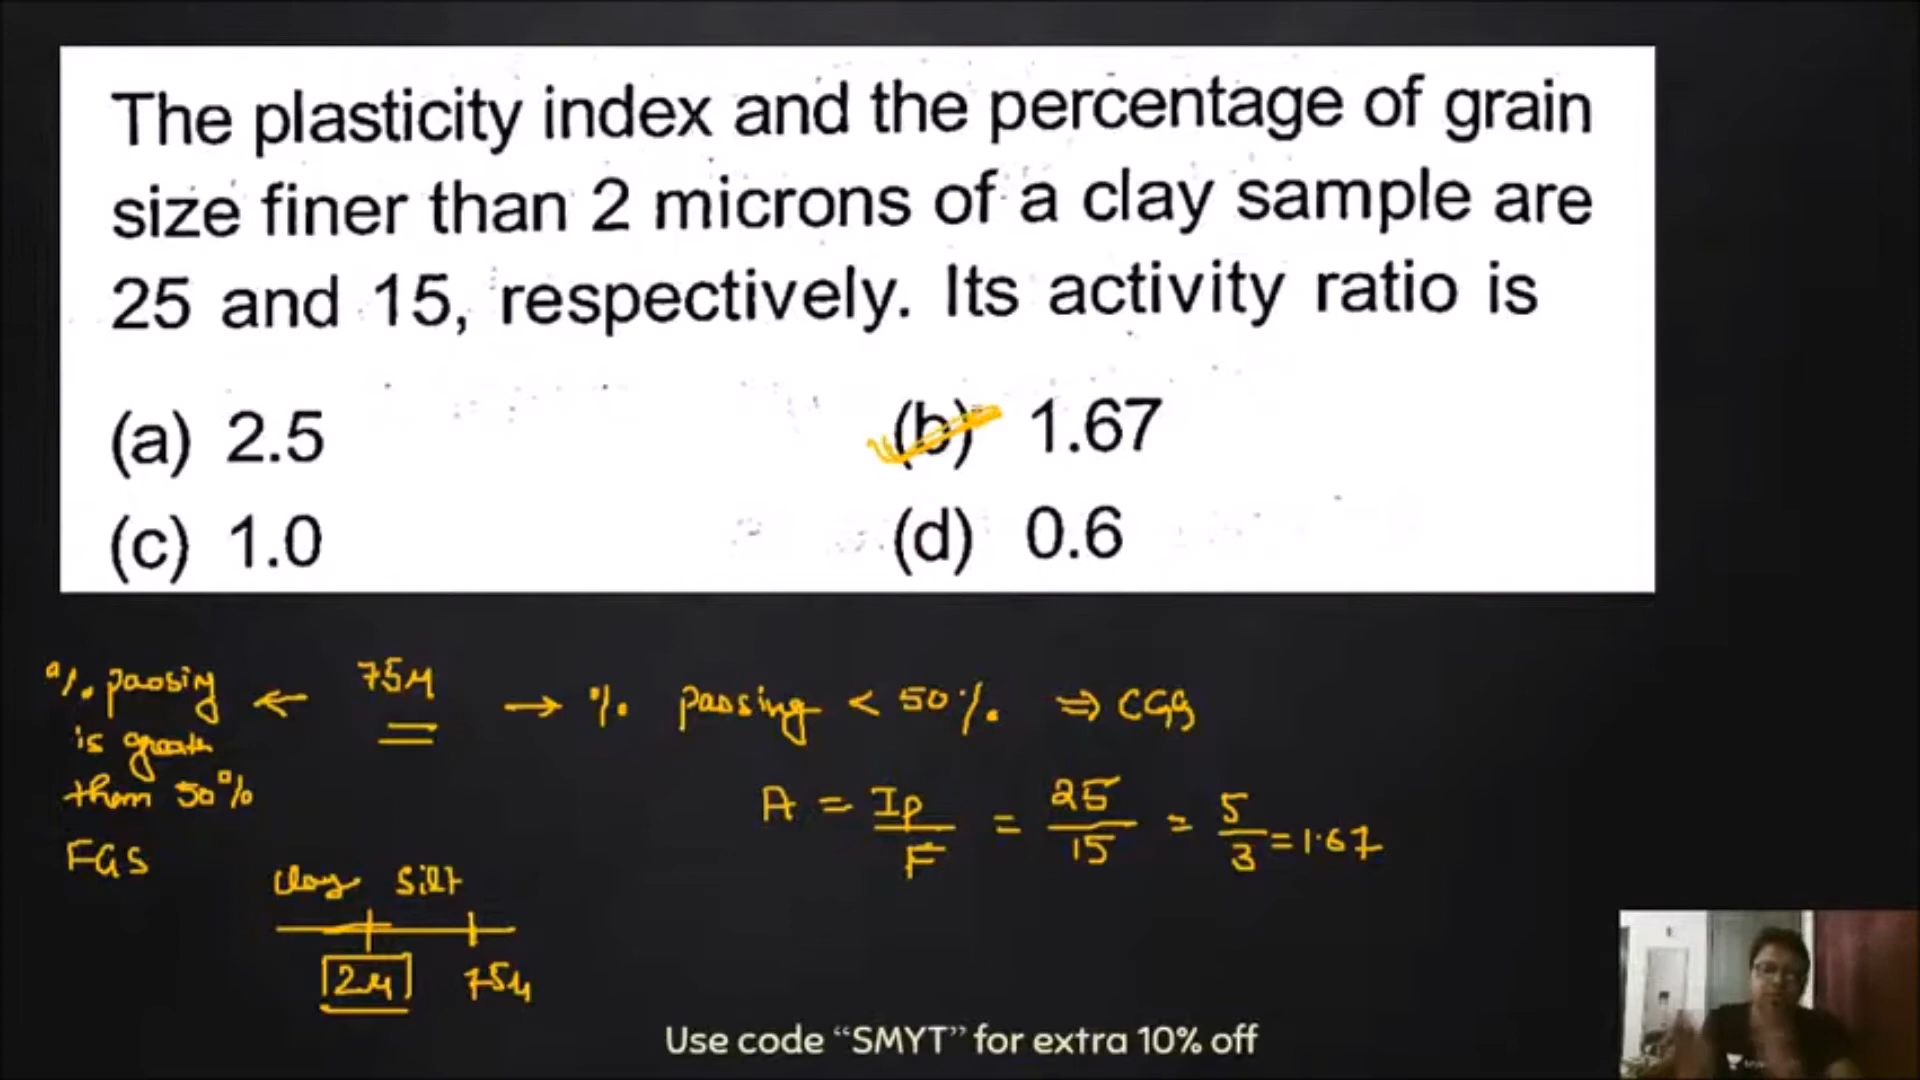 The plasticity index and the percentage of grain
size finer than 2 microns of a clay sample are
25 and 15, respectively. Its activity ratio is
(a) 2.5
(b) 1.67
(c) 1.0
(d) 0.6
% passing ← 75μ → % passing < 50% ⇒ CGS
is
than 50%
FGS
A = Ip/F = 25/15 = 5/3 = 1.67
clay silt
2μ 75μ
Use code “SMYT” for extra 10% off